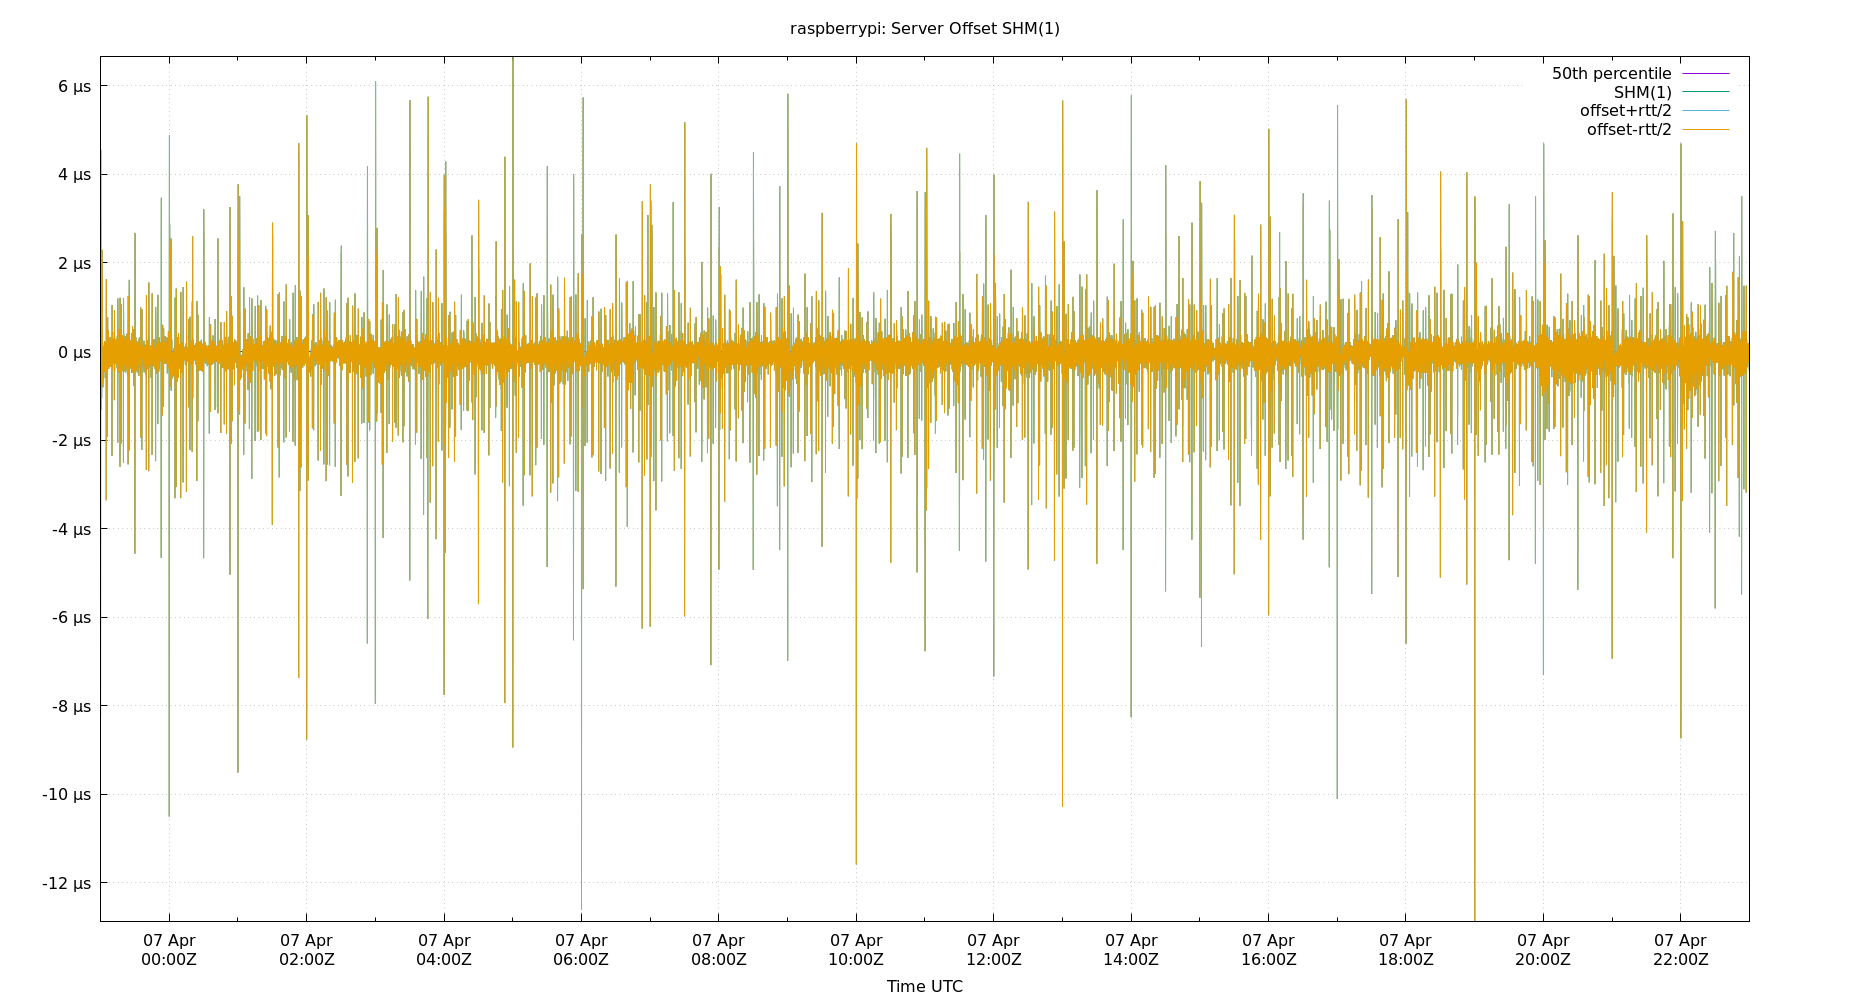 raspberrypi: Server Offset SHM(1)
50th percentile
SHM(1)
offset+rtt/2
offset-rtt/2
6 µs
4 µs
2 µs
0 µs
-2 µs
-4 µs
-6 µs
-8 µs
-10 µs
-12 µs
07 Apr 07 Apr 07 Apr 07 Apr 07 Apr 07 Apr 07 Apr 07 Apr 07 Apr 07 Apr 07 Apr 07 Apr
00:00Z 02:00Z 04:00Z 06:00Z 08:00Z 10:00Z 12:00Z 14:00Z 16:00Z 18:00Z 20:00Z 22:00Z
Time UTC